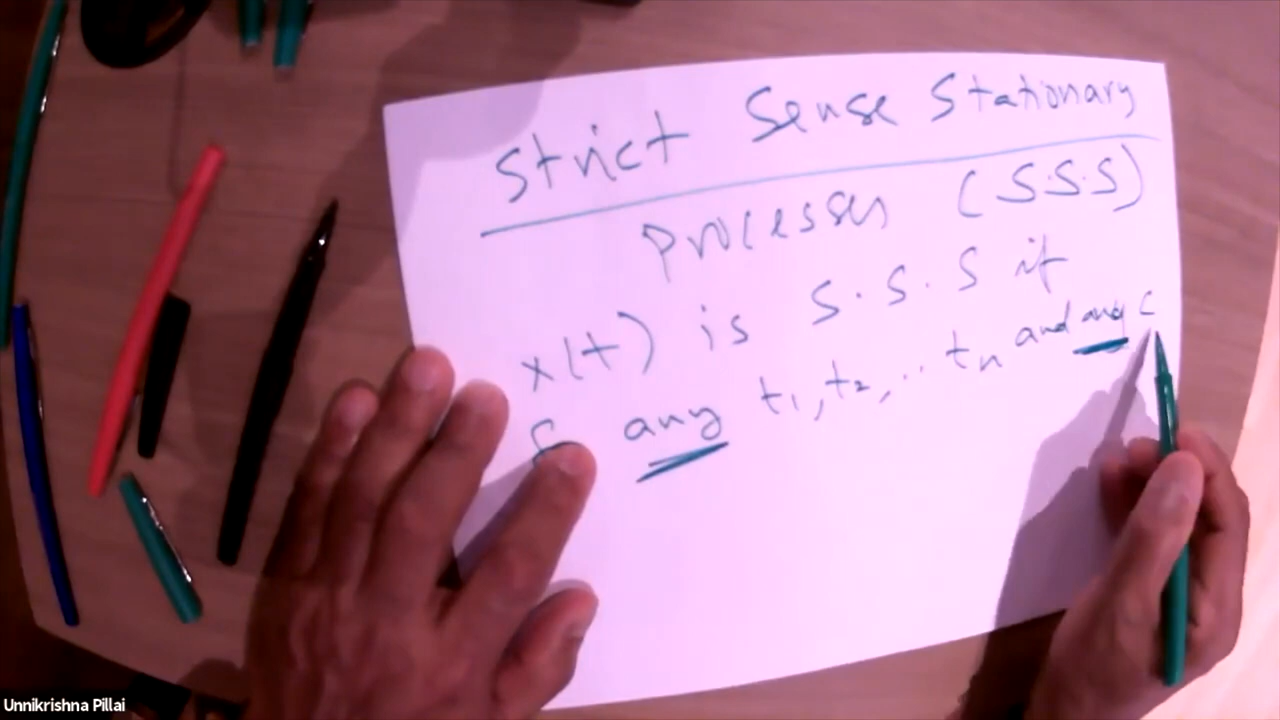 Strict Sense Stationary
Processes (S.S.S)
x(t) is S.S.S if
any t₁, t₂, .. tₙ and any c
Unnikrishna Pillai